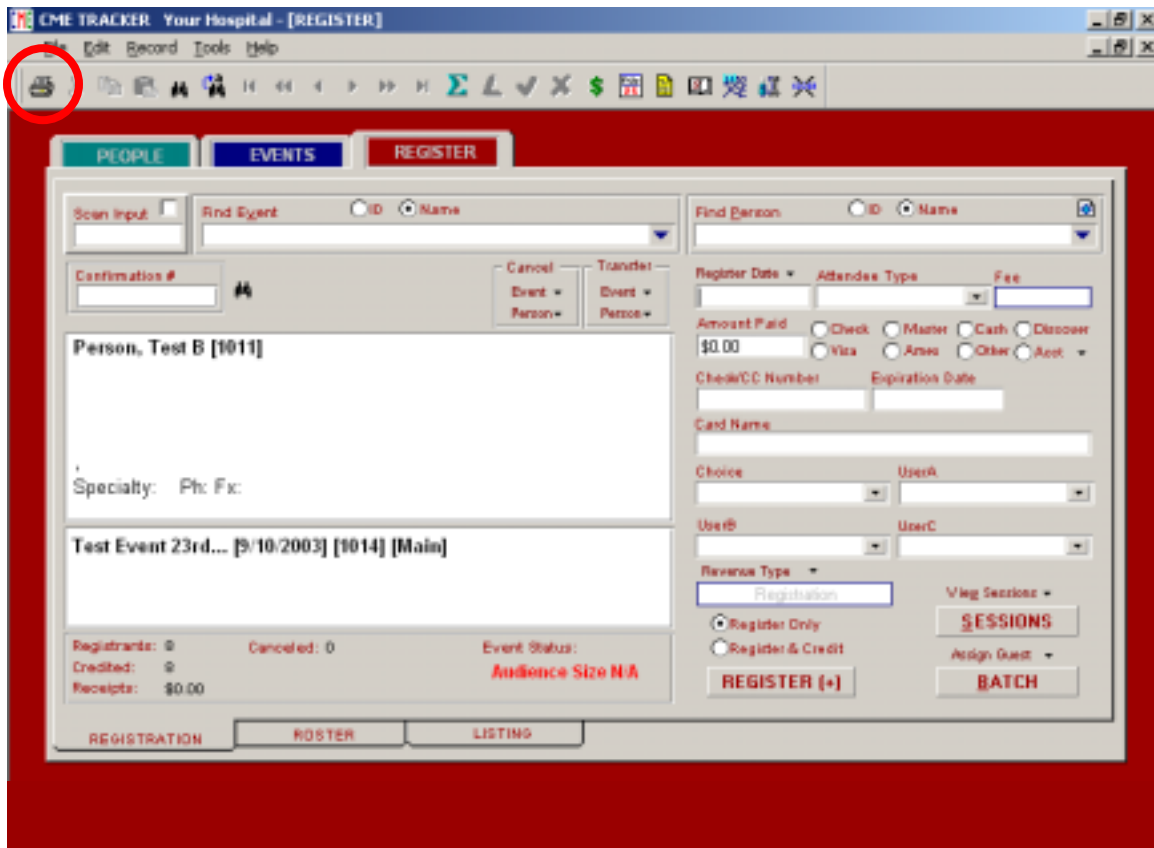 CME TRACKER Your Hospital - [REGISTER]
File Edit Record Tools Help
PEOPLE EVENTS REGISTER
Scan Input Find Event ID Name Find Person ID Name
Confirmation # Cancel Transfer Register Date Attendee Type Fee
Event Event
Person Person
Amount Paid Check Master Cash Discover
$0.00 Visa Amex Other Acct
Person, Test B [1011]
Check/CC Number Expiration Date
Card Name
,
Specialty: Ph: Fx:
Choice UserA
UserB UserC
Test Event 23rd... [9/10/2003] [1014] [Main]
Revenue Type View Sessions
Registration
Register Only SESSIONS
Registrants: 0 Canceled: 0 Event Status: Register & Credit Assign Guest
Credited: 0 Audience Size N/A
Receipts: $0.00 REGISTER (+) BATCH
REGISTRATION ROSTER LISTING